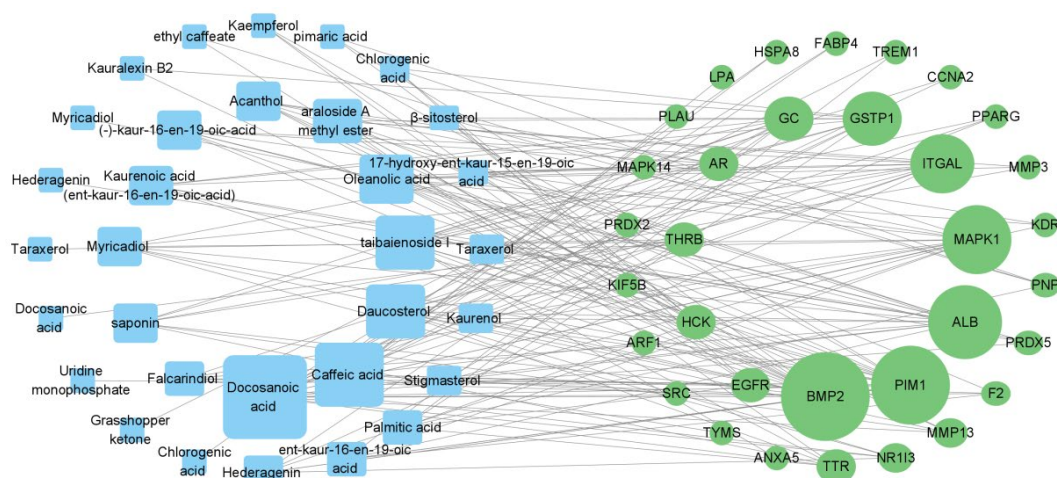 Kaempferol
ethyl caffeate
pimaric acid
Chlorogenic
acid
Kauralexin B2
Acanthol
araloside A
methyl ester
β-sitosterol
Myricadiol
(-)-kaur-16-en-19-oic-acid
17-hydroxy-ent-kaur-15-en-19-oic
acid
Oleanolic acid
Hederagenin
Kaurenoic acid
(ent-kaur-16-en-19-oic-acid)
Taraxerol
Myricadiol
taibaienoside I
Taraxerol
Docosanoic
acid
saponin
Daucosterol
Kaurenol
Uridine
monophosphate
Falcarindiol
Docosanoic
acid
Caffeic acid
Stigmasterol
Grasshopper
ketone
Palmitic acid
Chlorogenic
acid
Hederagenin
ent-kaur-16-en-19-oic
acid
HSPA8
FABP4
TREM1
LPA
CCNA2
PLAU
GC
GSTP1
PPARG
MAPK14
AR
ITGAL
MMP3
PRDX2
THRB
MAPK1
KDR
KIF5B
PNP
HCK
ALB
ARF1
PRDX5
SRC
EGFR
BMP2
PIM1
F2
TYMS
MMP13
ANXA5
TTR
NR1I3